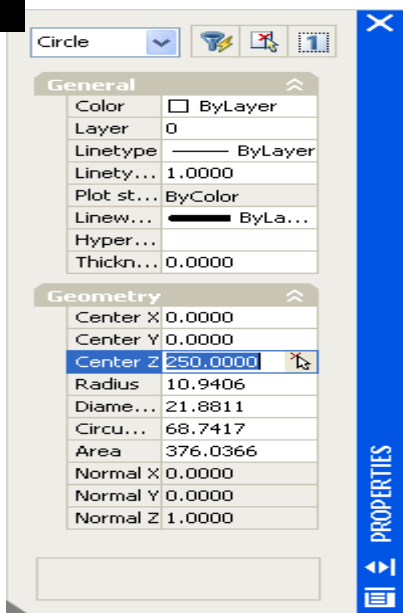 Circle
1
General
Color ByLayer
Layer 0
Linetype ByLayer
Linety... 1.0000
Plot st... ByColor
Linew... ByLa...
Hyper...
Thickn... 0.0000
Geometry
Center X 0.0000
Center Y 0.0000
Center Z 250.0000
Radius 10.9406
Diame... 21.8811
Circu... 68.7417
Area 376.0366
Normal X 0.0000
Normal Y 0.0000
Normal Z 1.0000
PROPERTIES